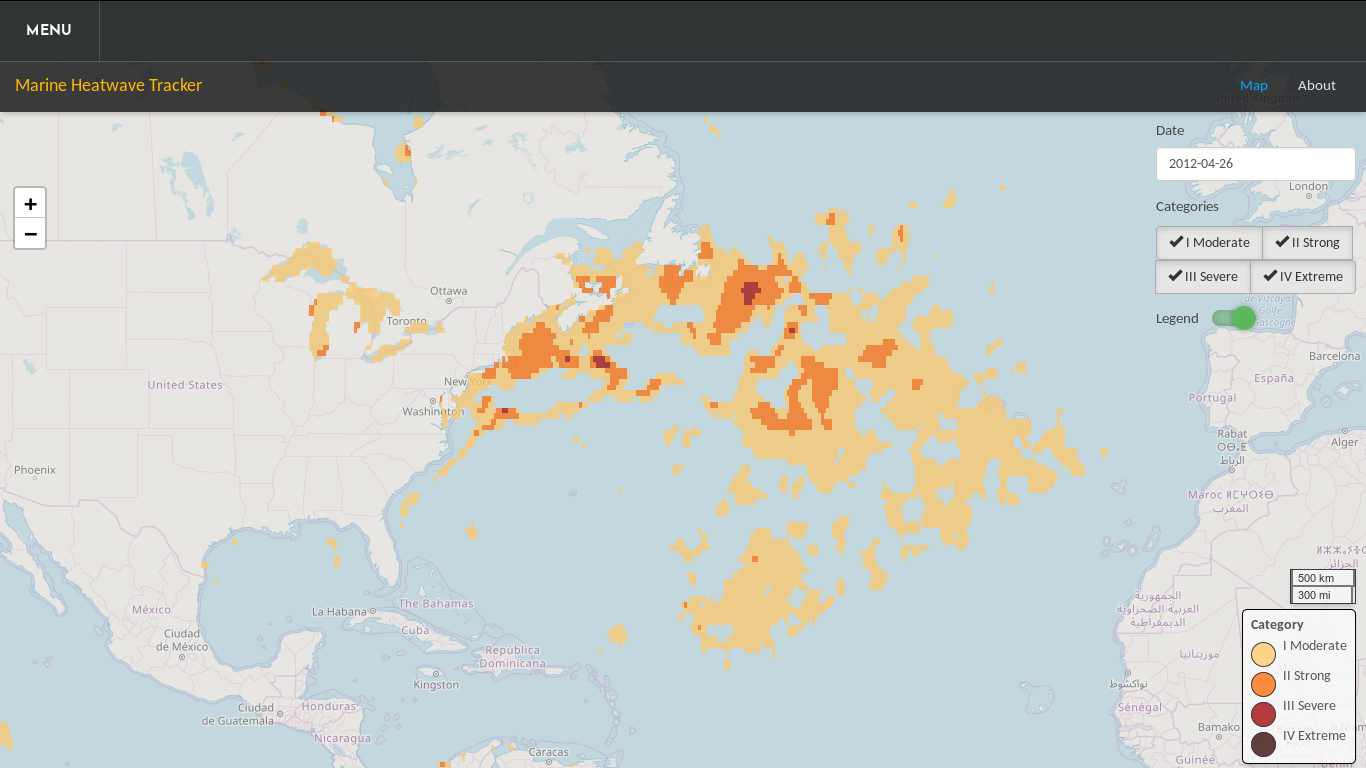 MENU
Marine Heatwave Tracker
Map
About
United Kingdom
Date
2012-04-26
London
Categories
I Moderate
II Strong
III Severe
IV Extreme
Ottawa
Legend
Toronto
Golfe
de Vizcaya
Gascogne
Barcelona
United States
New York
España
Washington
Portugal
Rabat
ⵔⴱⴰⵟ
الرباط
Alger
Phoenix
Maroc ⵍⵎⵖⵔⵉⴱ
المغرب
الجزائر
500 km
300 mi
México
La Habana
The Bahamas
Cuba
الجمهورية
العربية الصحراوية
الديمقراطية
Ciudad
de México
República
Dominicana
Kingston
موريتانيا
نواكشوط
Category
I Moderate
II Strong
III Severe
IV Extreme
Ciudad
de Guatemala
Honduras
Nicaragua
Sénégal
Bamako
Caracas
Guinée